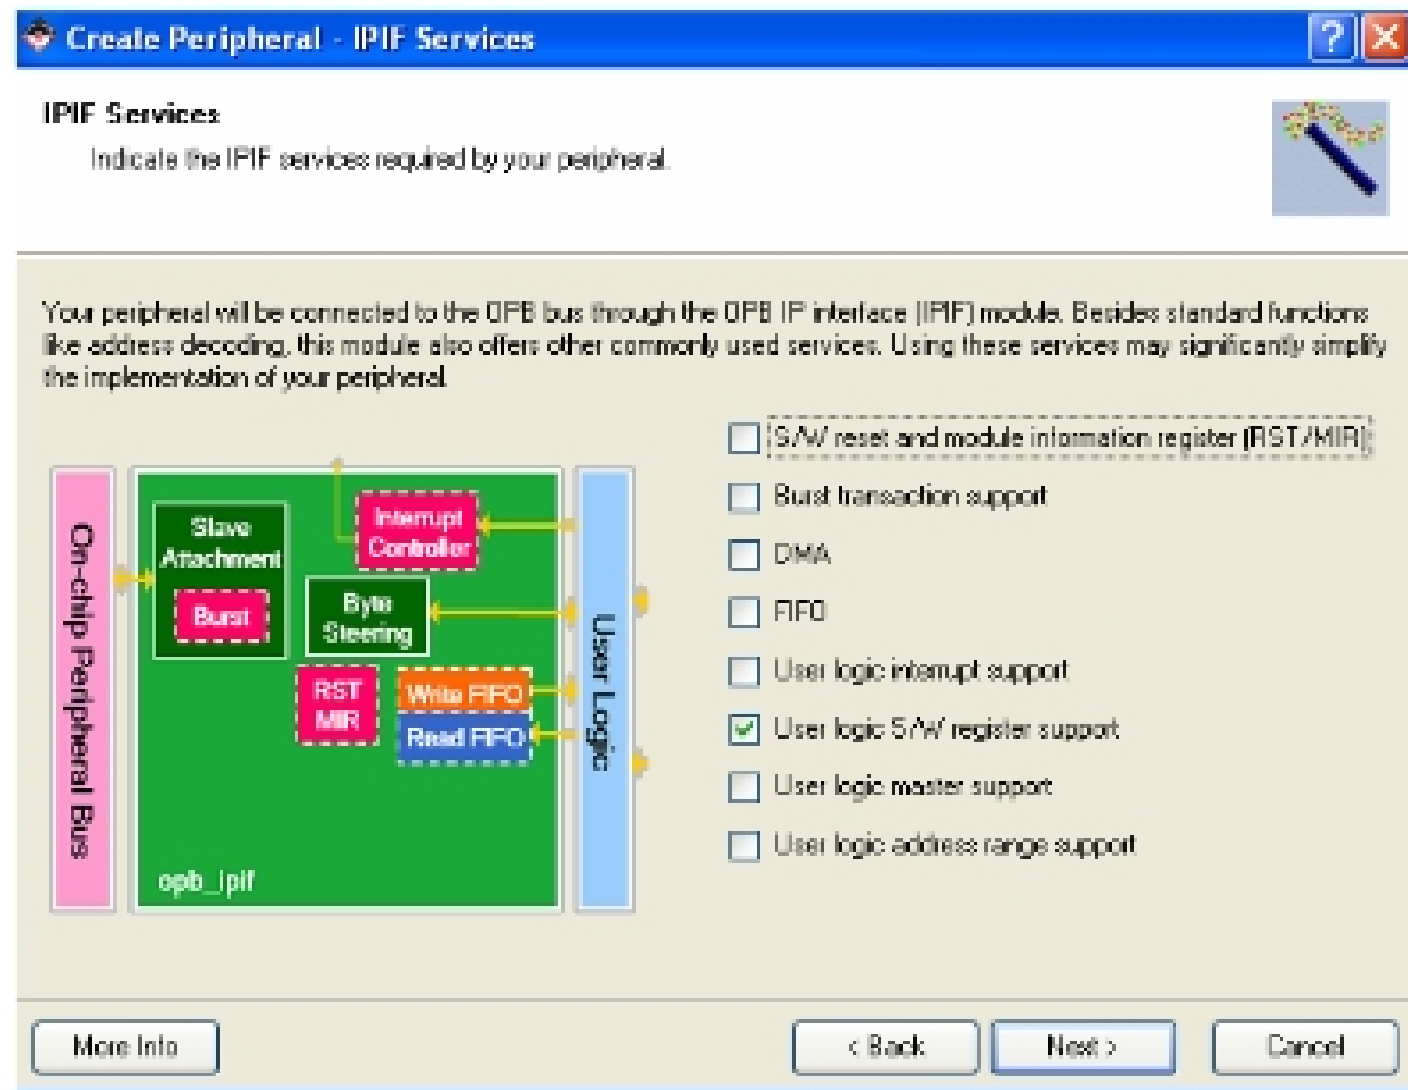 Create Peripheral - IPIF Services
IPIF Services
Indicate the IPIF services required by your peripheral.
Your peripheral will be connected to the OPB bus through the OPB IP interface (IPIF) module. Besides standard functions
like address decoding, this module also offers other commonly used services. Using these services may significantly simplify
the implementation of your peripheral.
On-chip Peripheral Bus
Slave
Attachment
Burst
Interrupt
Controller
Byte
Steering
RST
MIR
Write FIFO
Read FIFO
opb_ipif
User Logic
S/W reset and module information register (RST/MIR)
Burst transaction support
DMA
FIFO
User logic interrupt support
User logic S/W register support
User logic master support
User logic address range support
More Info
< Back
Next >
Cancel